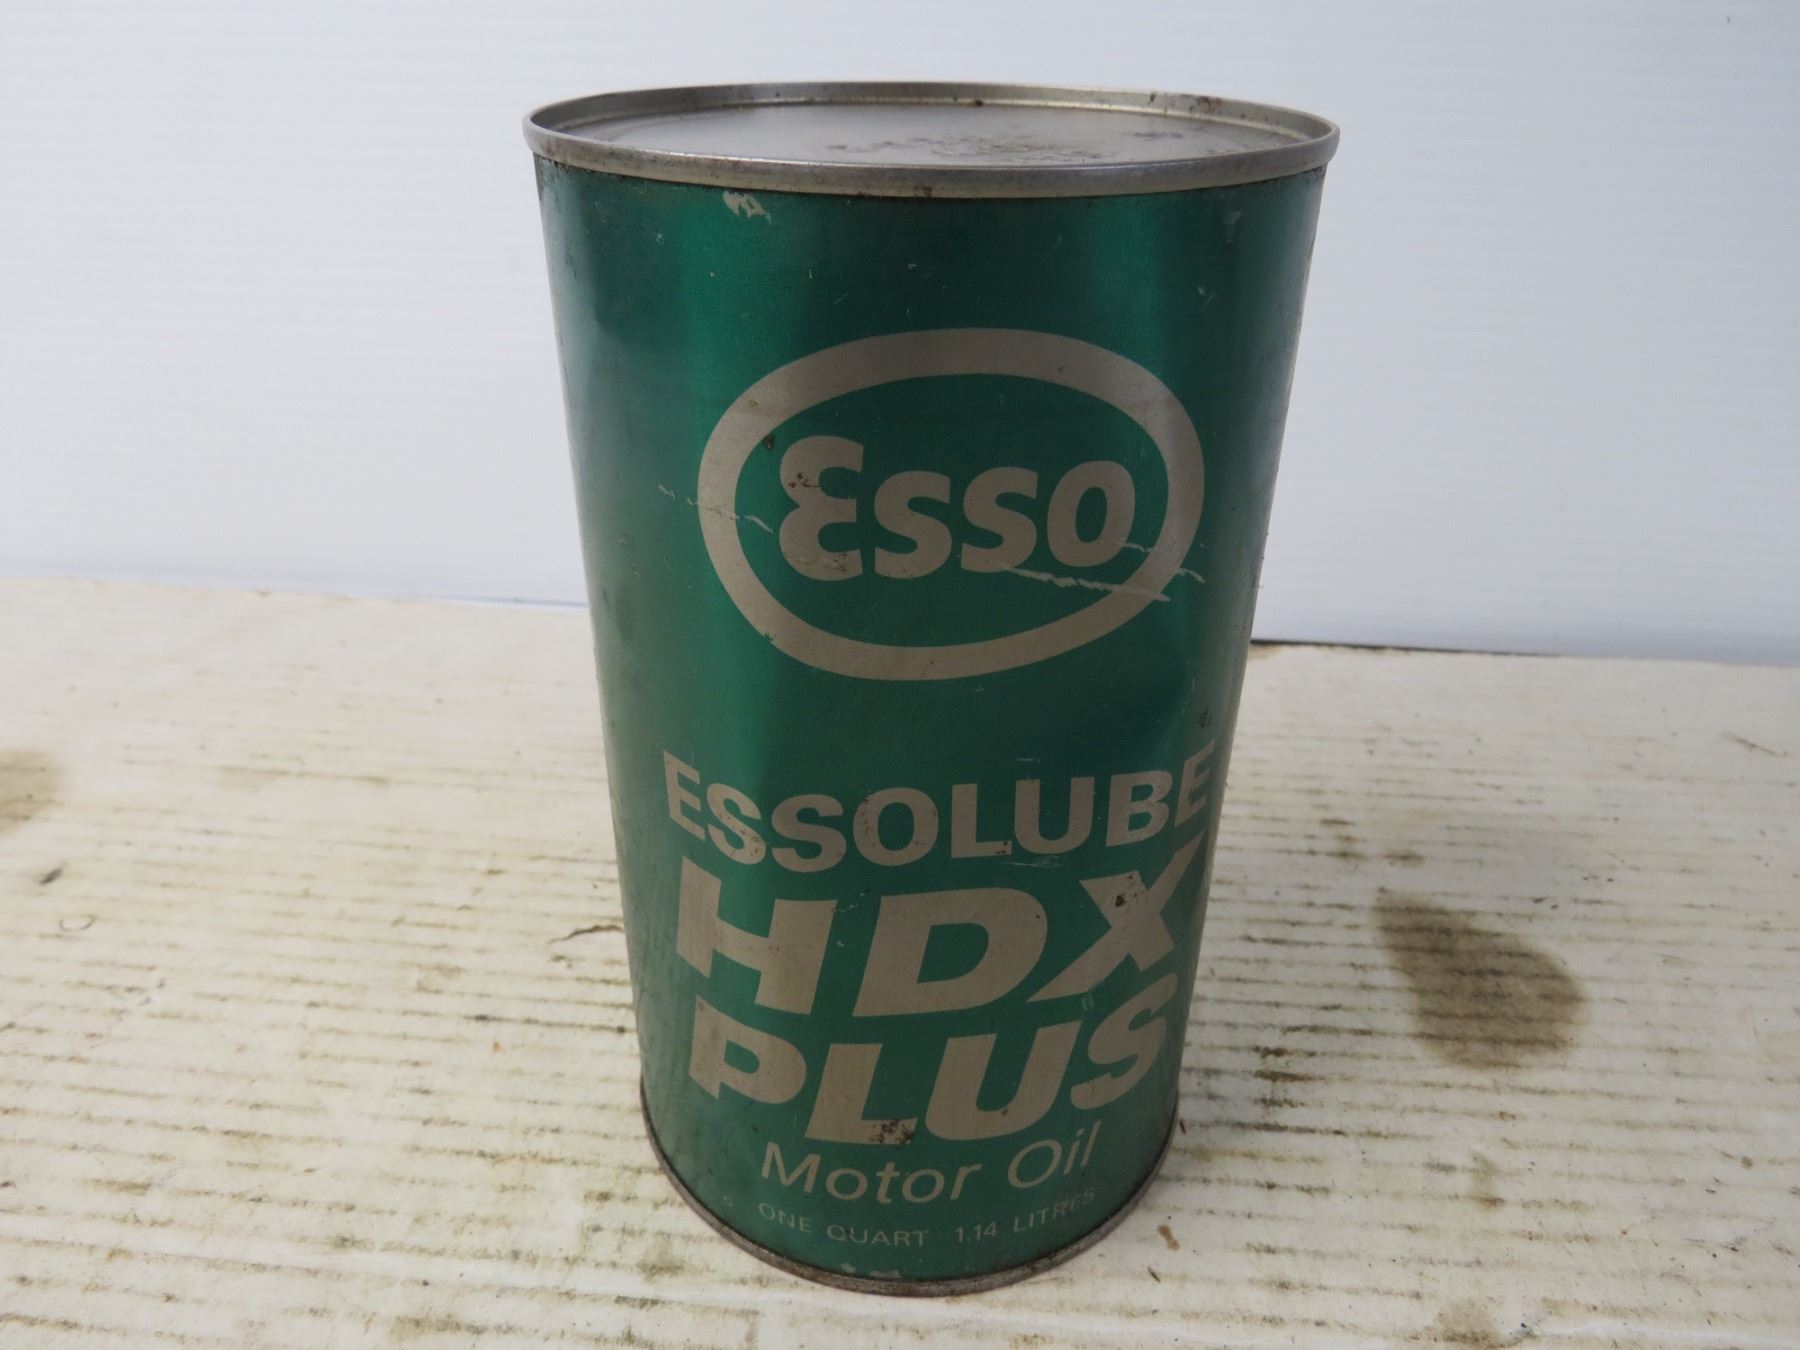 Esso
ESSOLUBE
HDX
PLUS
Motor Oil
ONE QUART 1.14 LITRES